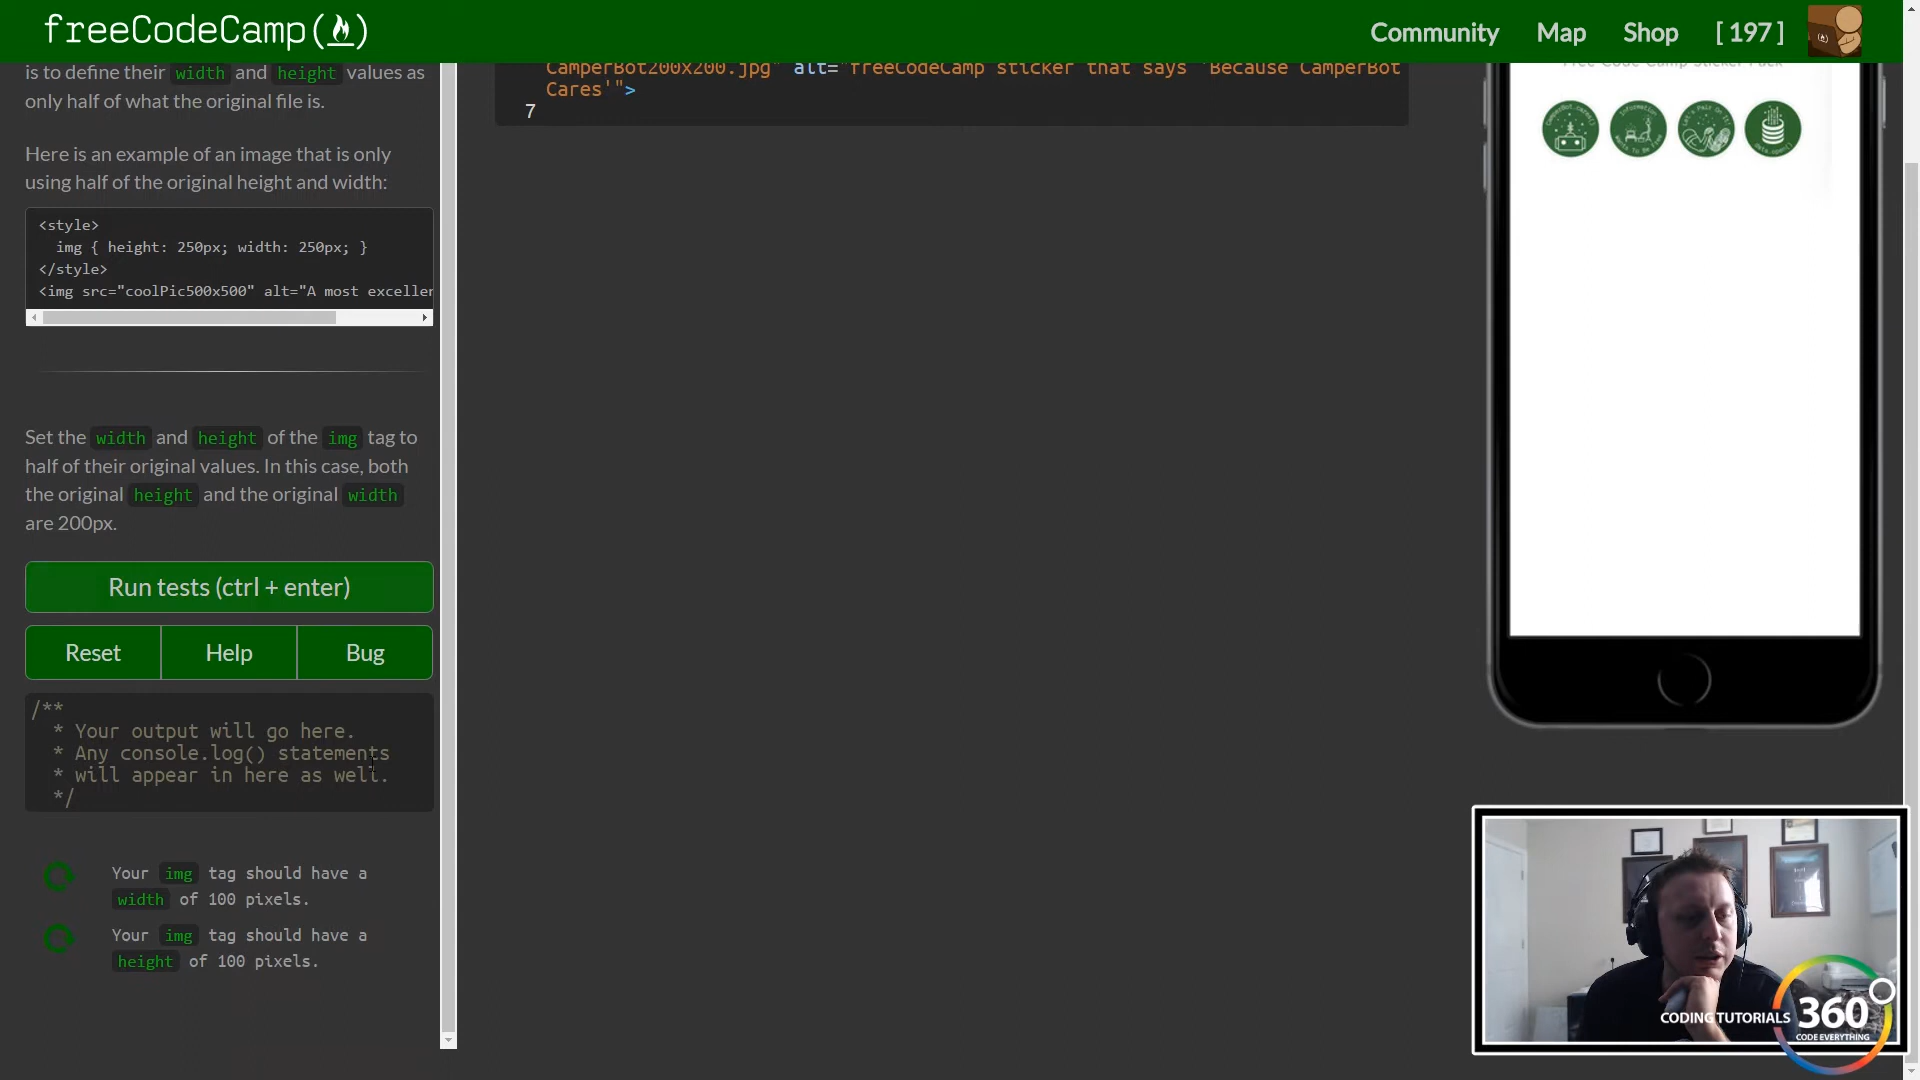 freeCodeCamp
Community
Map
Shop
[ 197 ]
is to define their width and height values as
only half of what the original file is.
Here is an example of an image that is only
using half of the original height and width:
<style>
img { height: 250px; width: 250px; }
</style>
<img src="coolPic500x500" alt="A most exceller
Set the width and height of the img tag to
half of their original values. In this case, both
the original height and the original width
are 200px.
Run tests (ctrl + enter)
Reset
Help
Bug
/**
* Your output will go here.
* Any console.log() statements
* will appear in here as well.
*/
Your img tag should have a
width of 100 pixels.
Your img tag should have a
height of 100 pixels.
CamperBot200x200.jpg" alt="freeCodeCamp sticker that says 'Because CamperBot
Cares'">
7
Free Code Camp Sticker Pack
CODING TUTORIALS 360
CODE EVERYTHING